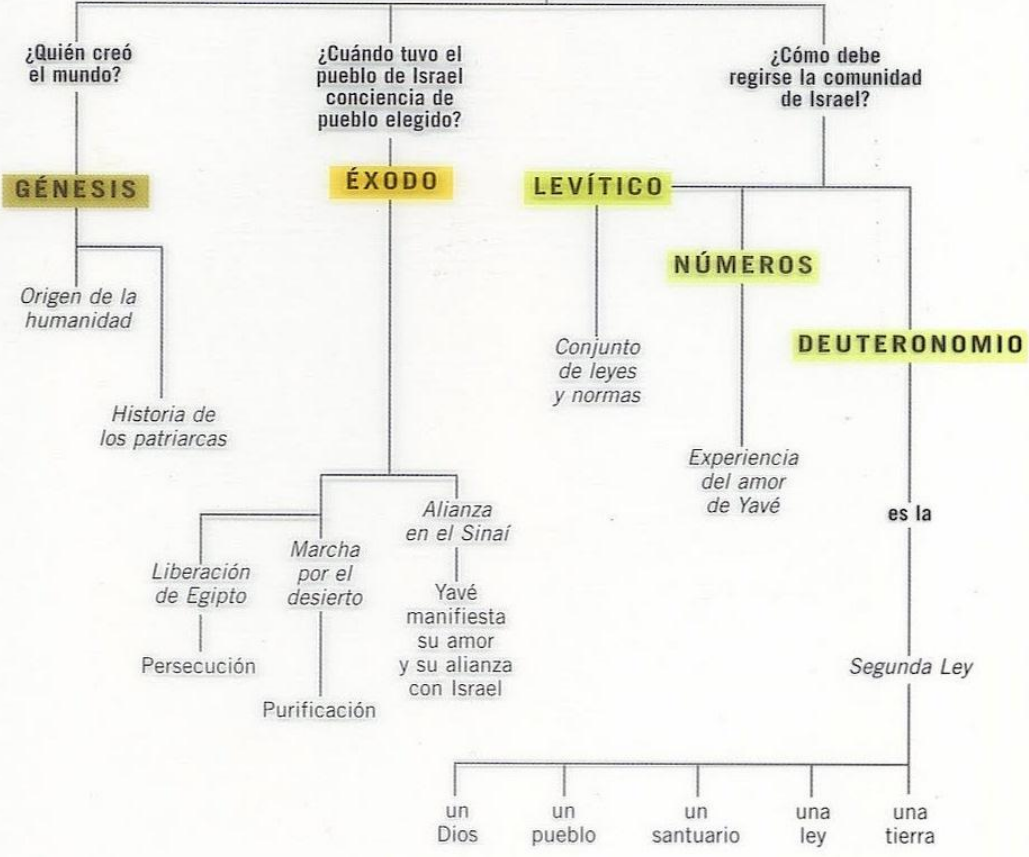 ¿Quién creó
el mundo?
¿Cuándo tuvo el
pueblo de Israel
conciencia de
pueblo elegido?
¿Cómo debe
regirse la comunidad
de Israel?
GÉNESIS
ÉXODO
LEVÍTICO
NÚMEROS
DEUTERONOMIO
Origen de la
humanidad
Historia de
los patriarcas
Conjunto
de leyes
y normas
Experiencia
del amor
de Yavé
es la
Liberación
de Egipto
Persecución
Marcha
por el
desierto
Purificación
Alianza
en el Sinaí
Yavé
manifiesta
su amor
y su alianza
con Israel
Segunda Ley
un
Dios
un
pueblo
un
santuario
una
ley
una
tierra